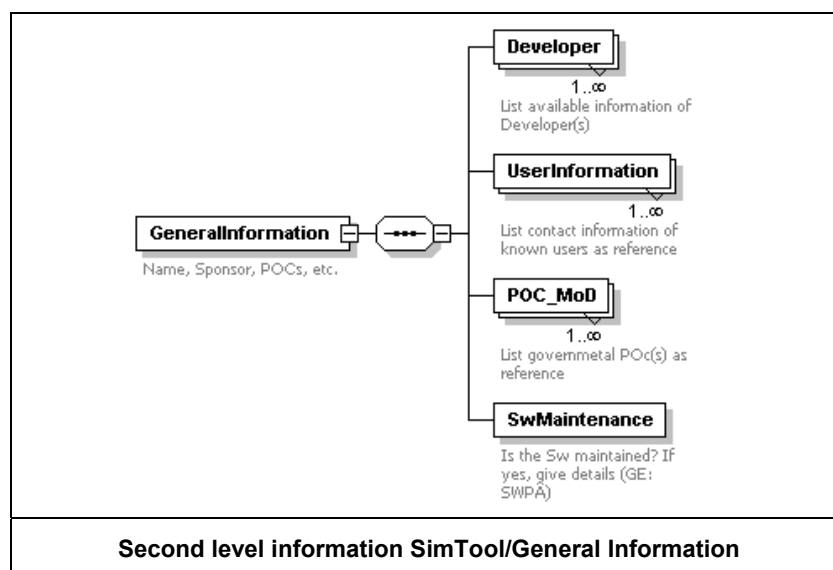 Developer
1..∞
List available information of
Developer(s)
UserInformation
1..∞
List contact information of
known users as reference
GeneralInformation
Name, Sponsor, POCs, etc.
POC_MoD
1..∞
List governmetal POc(s) as
reference
SwMaintenance
Is the Sw maintained? If
yes, give details (GE:
SWPÄ)
Second level information SimTool/General Information